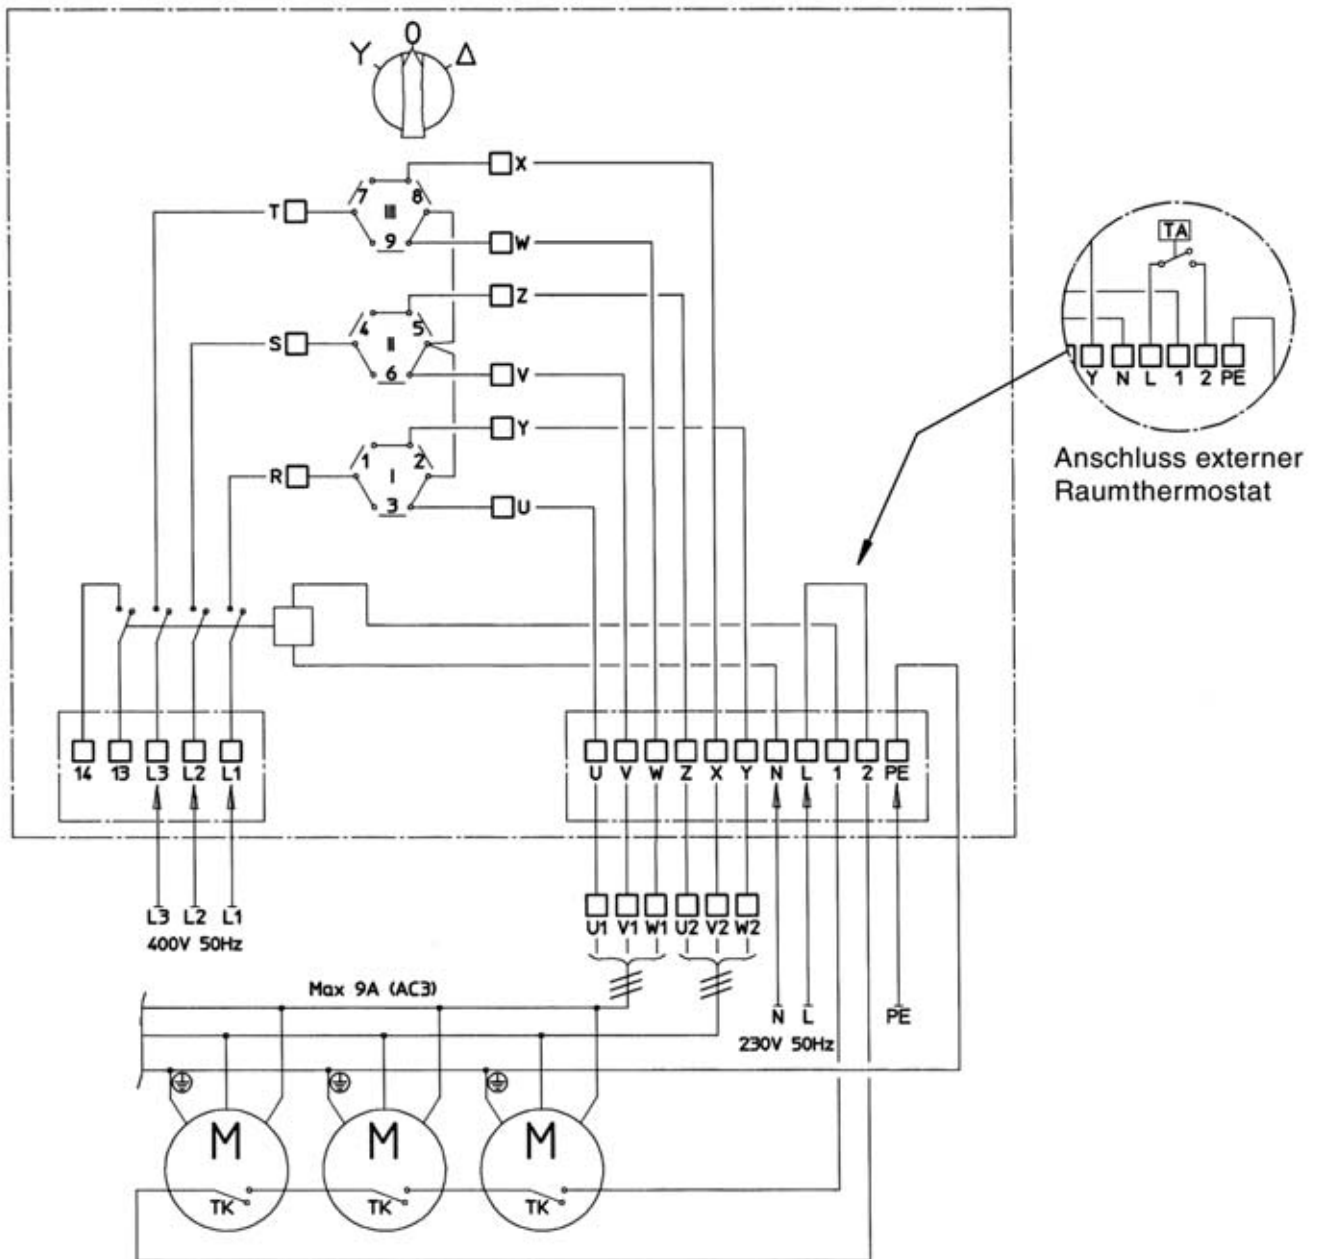 Y O Δ
X
7 8
T III
9 W
Z
4 5
S II
6 V
Y
1 2
R I
3 U
TA
Y N L 1 2 PE
Anschluss externer
Raumthermostat
14 13 L3 L2 L1
U V W Z X Y N L 1 2 PE
L3 L2 L1
400V 50Hz
U1 V1 W1 U2 V2 W2
Max 9A (AC3)
N L PE
230V 50Hz
M M M
TK TK TK